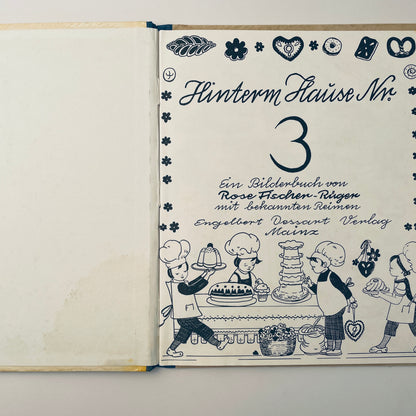 Hinterm Hause Nr.
3
Ein Bilderbuch von
Rose Fischer-Rüger
mit bekannten Reimen
Engelbert Dessart Verlag
Mainz